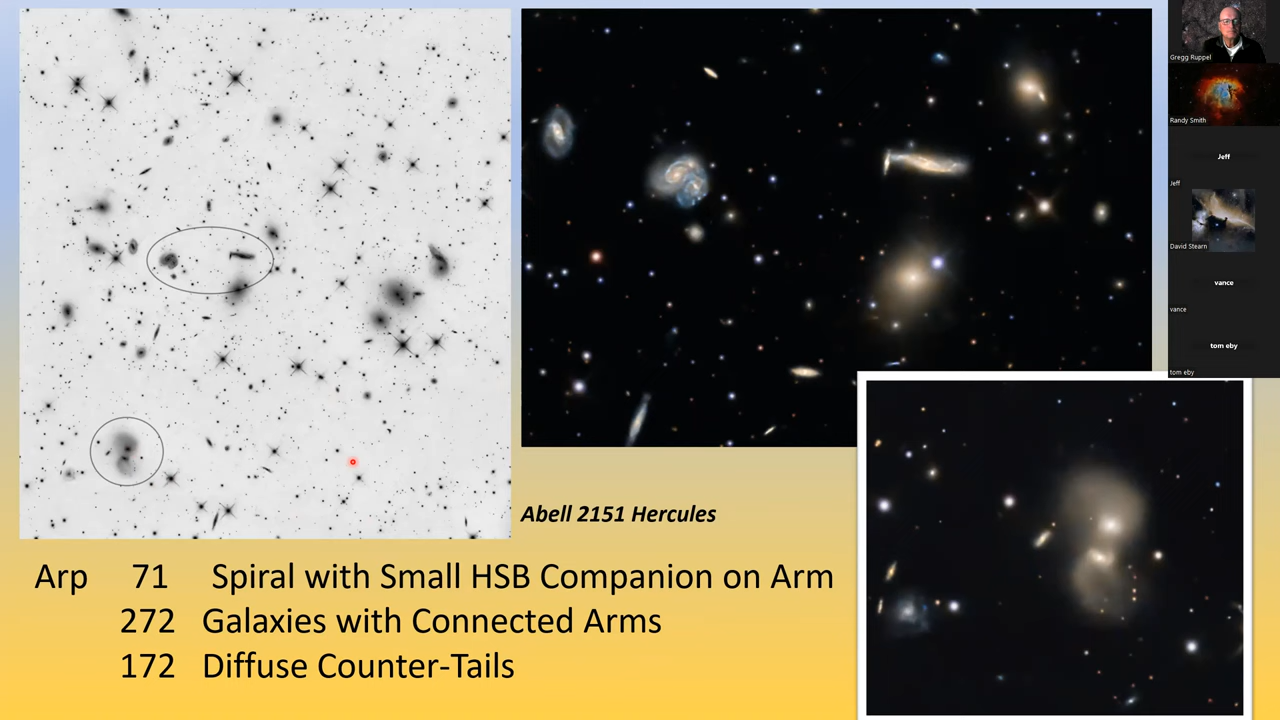 Abell 2151 Hercules
Arp 71 Spiral with Small HSB Companion on Arm
272 Galaxies with Connected Arms
172 Diffuse Counter-Tails
Gregg Ruppel
Randy Smith
Jeff
Jeff
David Stearn
vance
vance
tom eby
tom eby